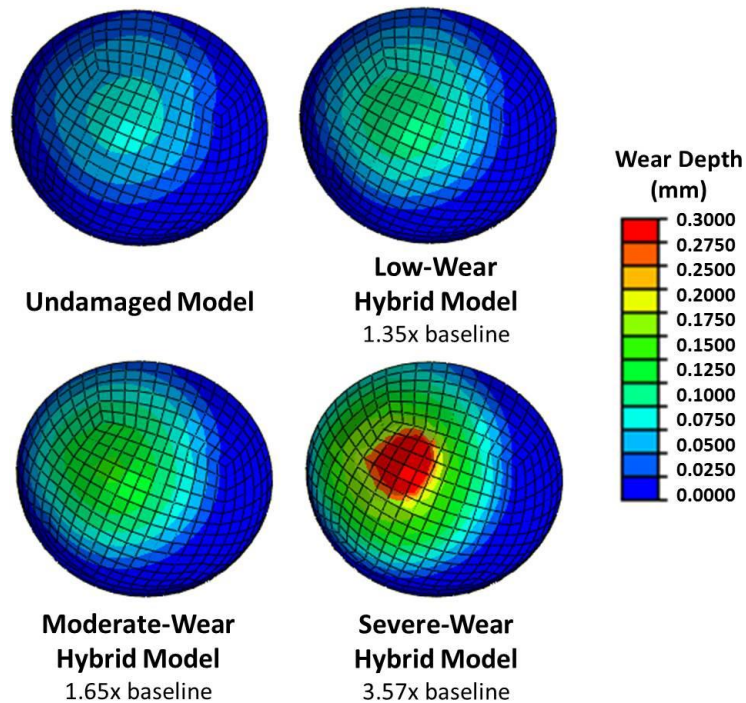 Undamaged Model
Low-Wear
Hybrid Model
1.35x baseline
Wear Depth
(mm)
0.3000
0.2750
0.2500
0.2000
0.1750
0.1500
0.1250
0.1000
0.0750
0.0500
0.0250
0.0000
Moderate-Wear
Hybrid Model
1.65x baseline
Severe-Wear
Hybrid Model
3.57x baseline